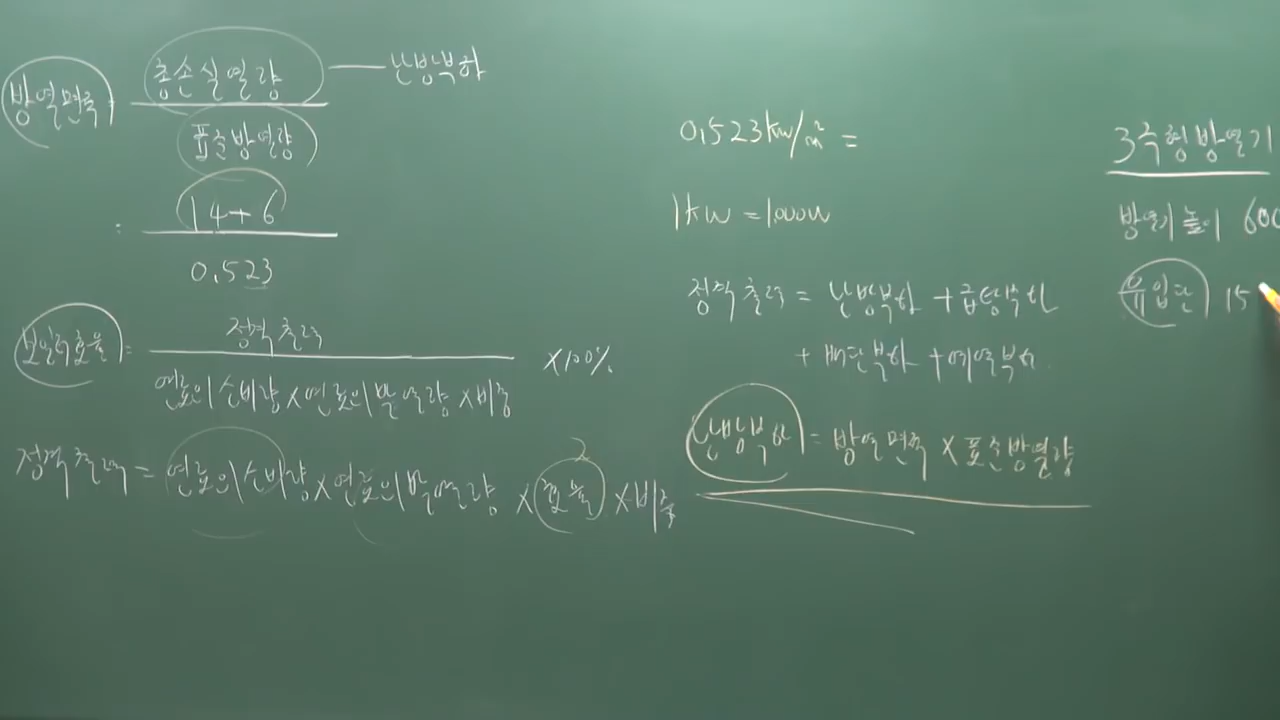 방열면적 = 총손실열량 — 난방부하
표준방열량
= 14+6
0.523
보일러효율 = 정격출력 ×100%
연료의 소비량×연료의 발열량×비중
정격출력 = 연료의 소비량×연료의 발열량 × 효율 × 비중
2
0.523kw/m² =
1kw = 1000w
정격출력 = 난방부하 + 급탕부하
+ 배관부하 + 예열부하
난방부하 = 방열면적 × 표준방열량
3주형방열기
방열기높이 600
유입관 15